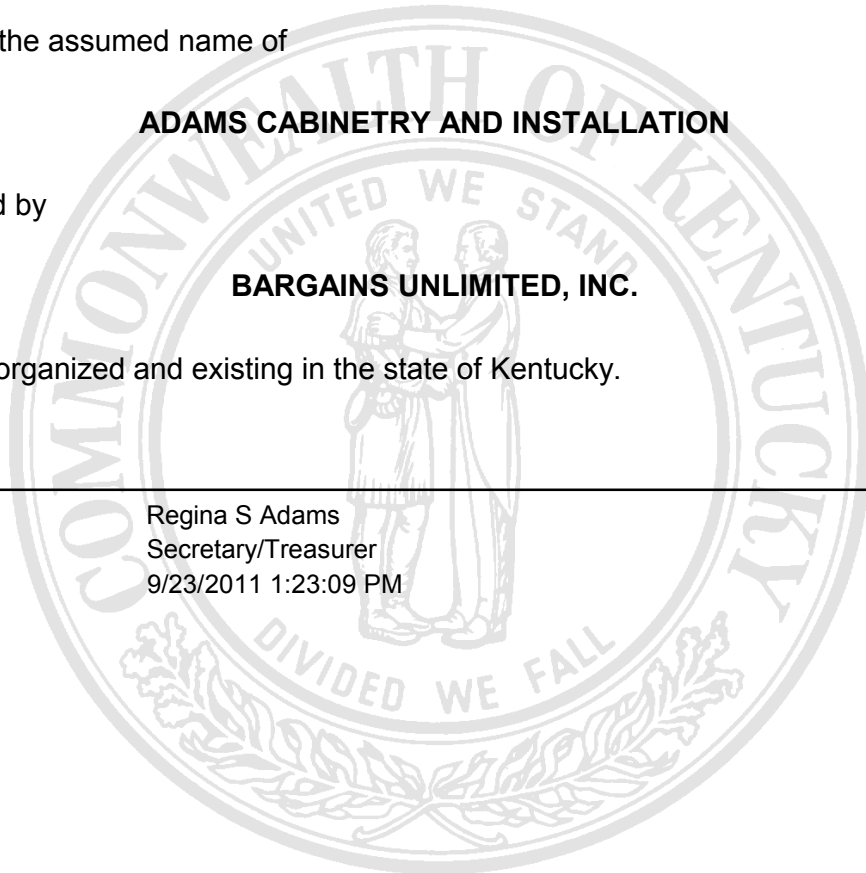 the assumed name of
ADAMS CABINETRY AND INSTALLATION
d by
BARGAINS UNLIMITED, INC.
organized and existing in the state of Kentucky.
Regina S Adams
Secretary/Treasurer
9/23/2011 1:23:09 PM
COMMONWEALTH OF KENTUCKY
UNITED WE STAND
DIVIDED WE FALL